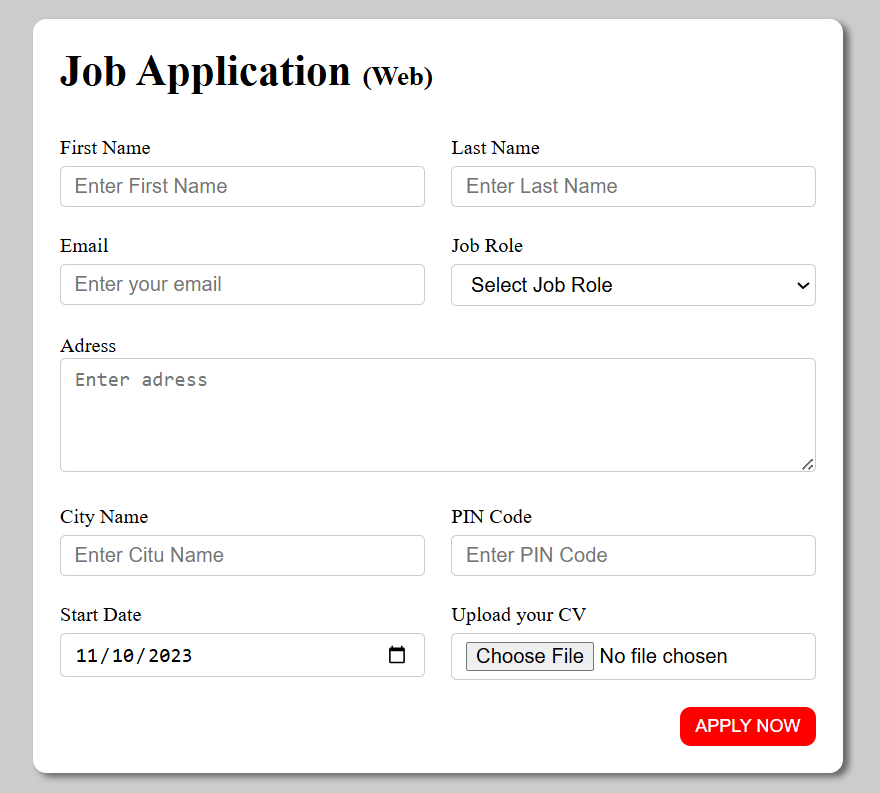 Job Application (Web)
First Name Last Name
Enter First Name Enter Last Name
Email Job Role
Enter your email Select Job Role
Adress
Enter adress
City Name PIN Code
Enter Citu Name Enter PIN Code
Start Date Upload your CV
11/10/2023 Choose File No file chosen
APPLY NOW